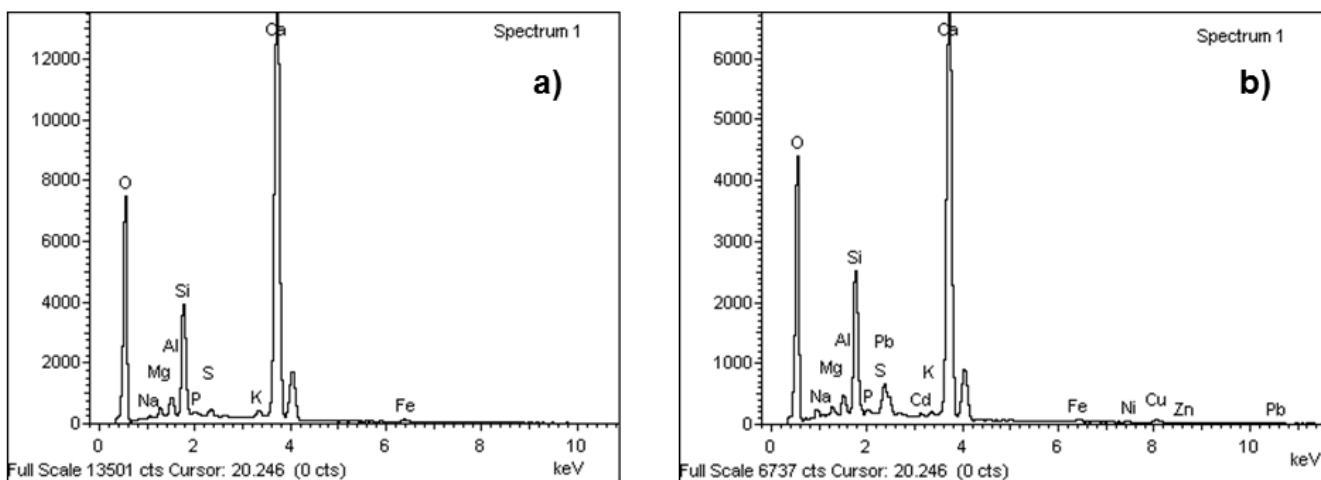 Spectrum 1
a)
Ca
O
Si
Al
Mg
S
Na
P
K
Fe
12000
10000
8000
6000
4000
2000
0
0 2 4 6 8 10
keV
Full Scale 13501 cts Cursor: 20.246 (0 cts)
Spectrum 1
b)
Ca
O
Si
Al
Pb
Mg
S
K
Na
P
Cd
Fe
Ni
Cu
Zn
Pb
6000
5000
4000
3000
2000
1000
0
0 2 4 6 8 10
keV
Full Scale 6737 cts Cursor: 20.246 (0 cts)